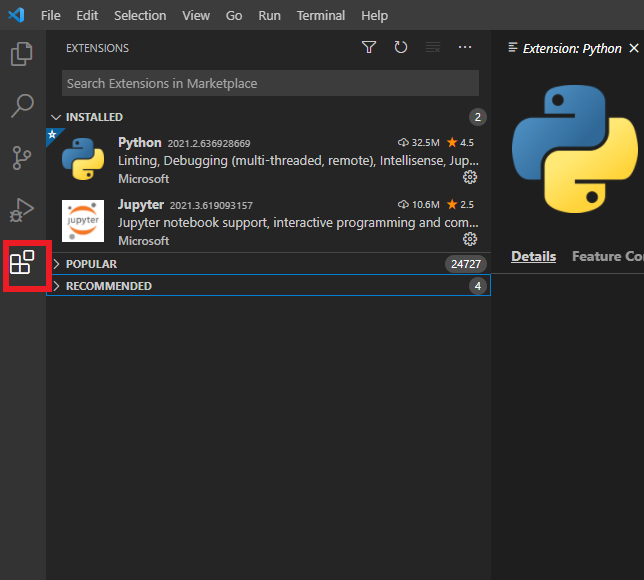 File Edit Selection View Go Run Terminal Help
EXTENSIONS
Extension: Python
Search Extensions in Marketplace
INSTALLED 2
Python 2021.2.636928669 32.5M 4.5
Linting, Debugging (multi-threaded, remote), Intellisense, Jup...
Microsoft
Jupyter 2021.3.619093157 10.6M 2.5
jupyter
Jupyter notebook support, interactive programming and com...
Microsoft
Details Feature Co
POPULAR 24727
RECOMMENDED 4